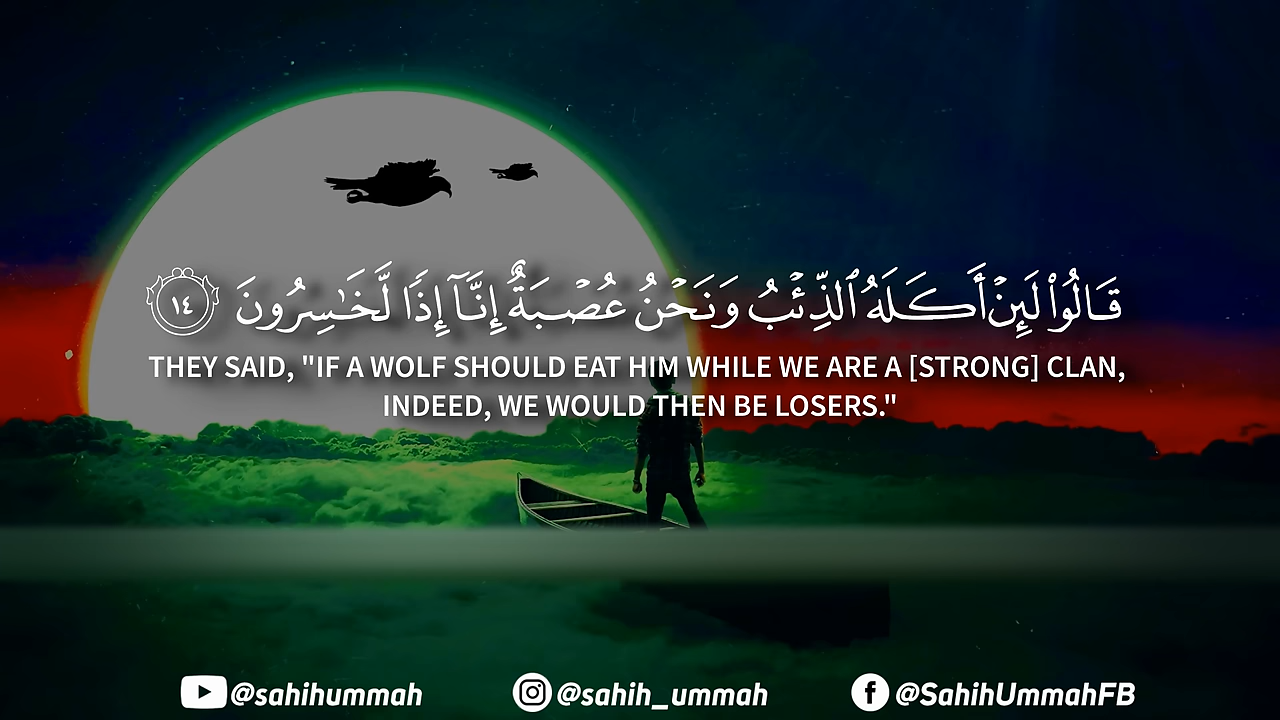 قَالُوا۟ لَئِنْ أَكَلَهُ ٱلذِّئْبُ وَنَحْنُ عُصْبَةٌ إِنَّآ إِذًا لَّخَـٰسِرُونَ ١٤
THEY SAID, "IF A WOLF SHOULD EAT HIM WHILE WE ARE A [STRONG] CLAN,
INDEED, WE WOULD THEN BE LOSERS."
@sahihummah @sahih_ummah @SahihUmmahFB